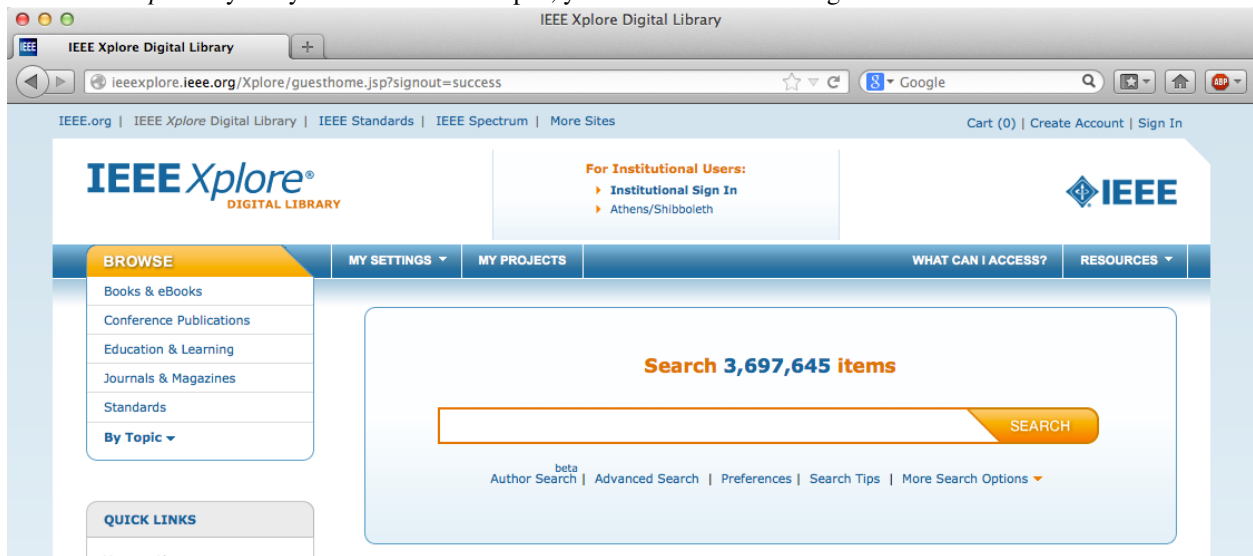 IEEE Xplore Digital Library
IEEE IEEE Xplore Digital Library +
ieeexplore.ieee.org/Xplore/guesthome.jsp?signout=success Google ABP
IEEE.org | IEEE Xplore Digital Library | IEEE Standards | IEEE Spectrum | More Sites Cart (0) | Create Account | Sign In
IEEE Xplore®
DIGITAL LIBRARY
For Institutional Users:
Institutional Sign In
Athens/Shibboleth
IEEE
BROWSE MY SETTINGS MY PROJECTS WHAT CAN I ACCESS? RESOURCES
Books & eBooks
Conference Publications
Education & Learning
Journals & Magazines
Standards
By Topic
Search 3,697,645 items
SEARCH
beta
Author Search | Advanced Search | Preferences | Search Tips | More Search Options
QUICK LINKS